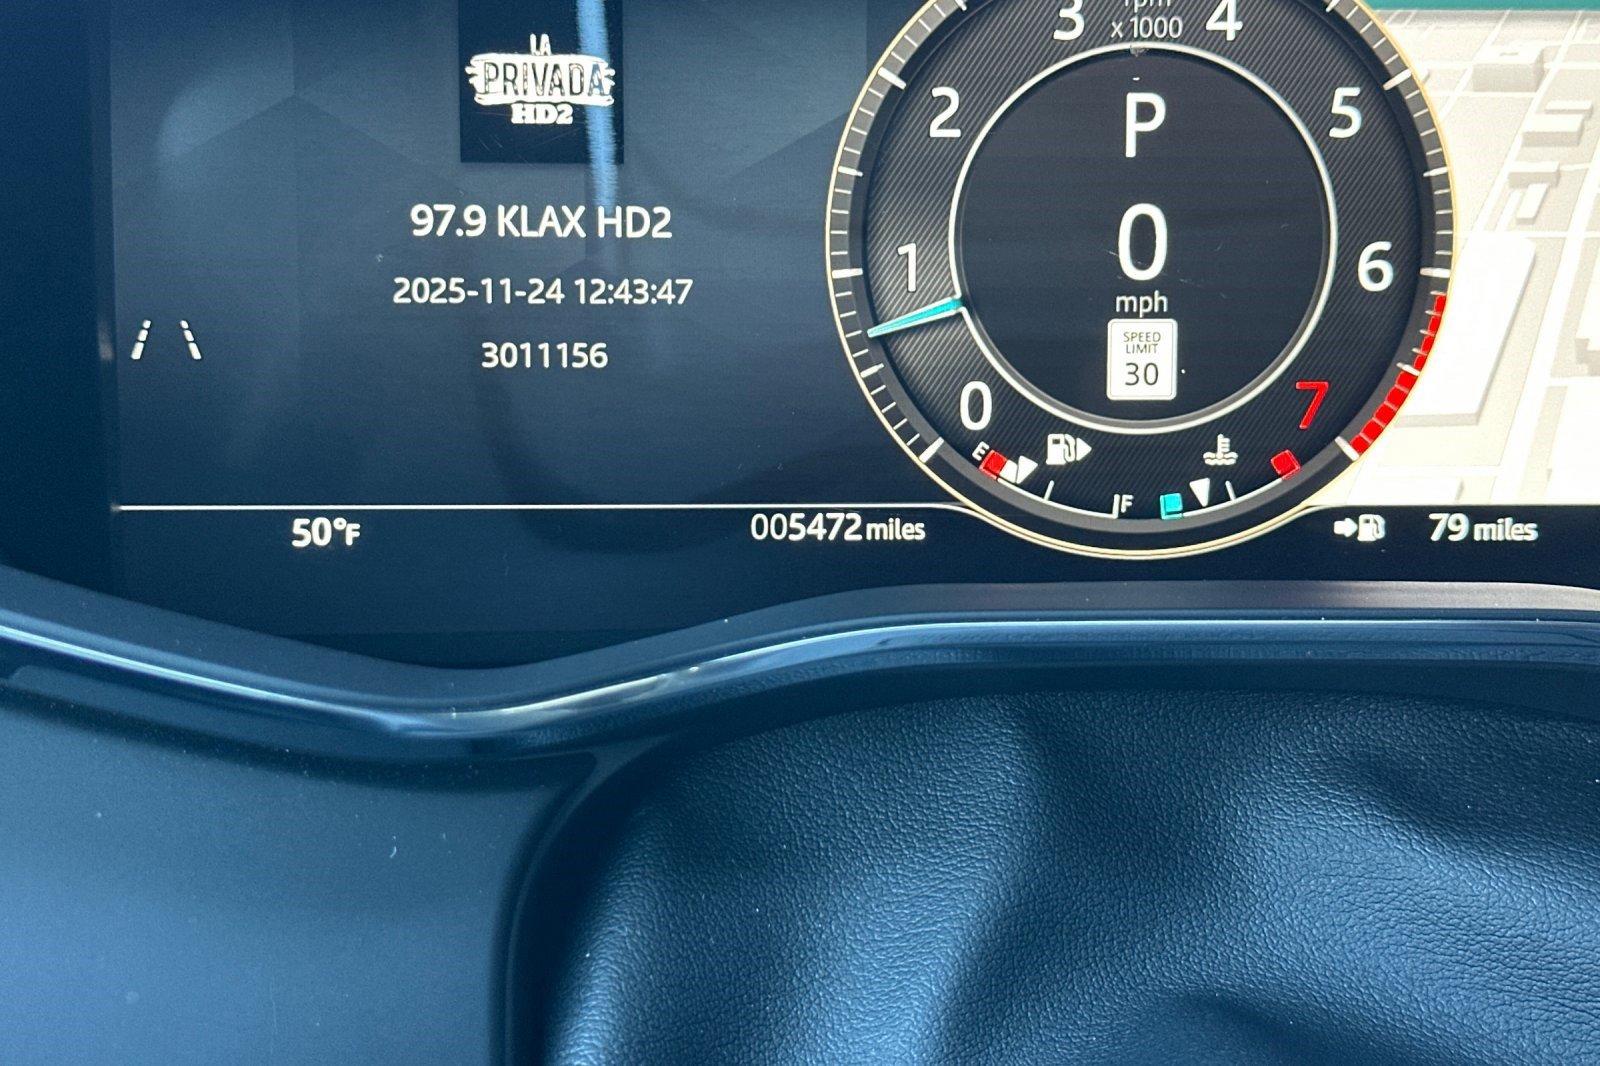 LA
PRIVADA
HD2
97.9 KLAX HD2
2025-11-24 12:43:47
3011156
50°F
005472 miles
rpm
x 1000
0
1
2
3
4
5
6
7
P
0
mph
SPEED
LIMIT
30
E
F
79 miles